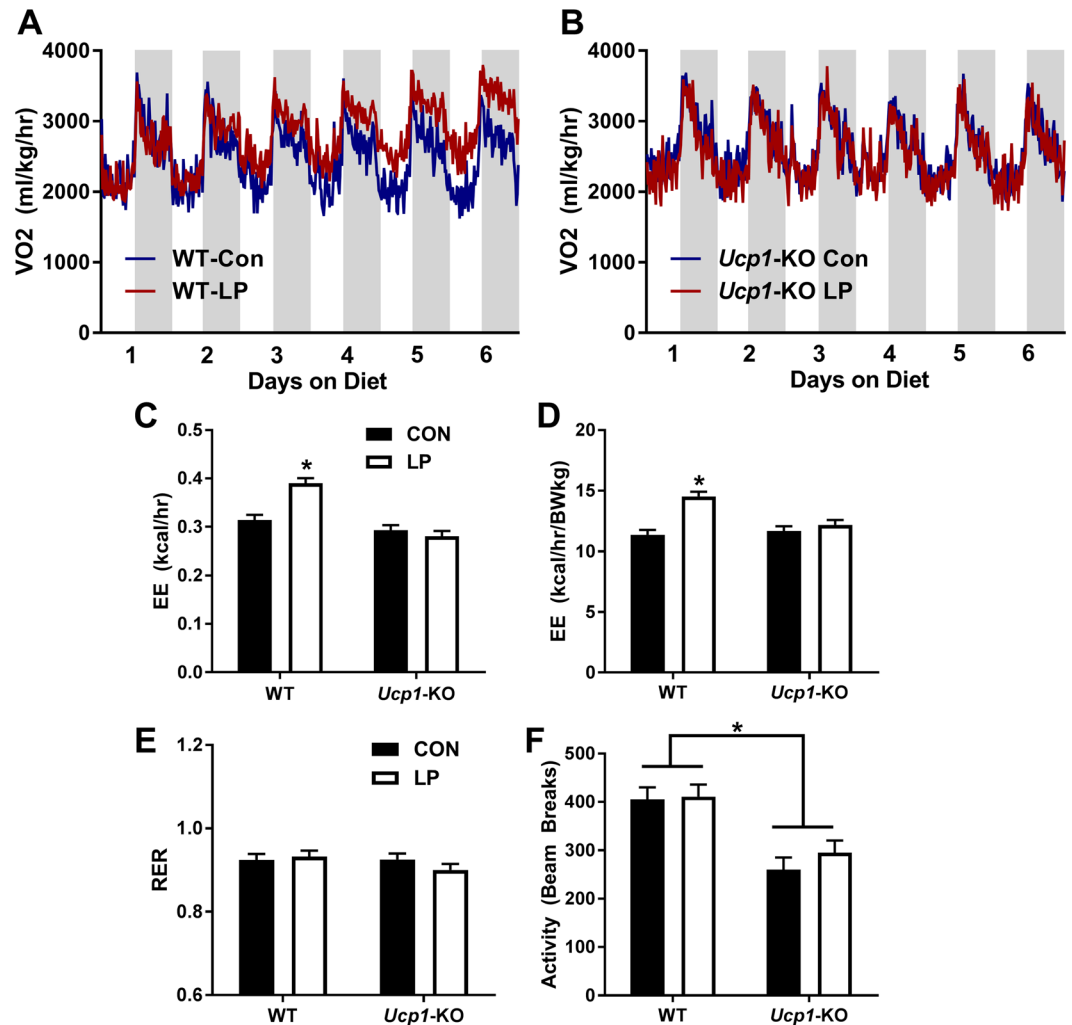 A
VO2 (ml/kg/hr)
4000
3000
2000
1000
0
WT-Con
WT-LP
1 2 3 4 5 6
Days on Diet
B
VO2 (ml/kg/hr)
4000
3000
2000
1000
0
Ucp1-KO Con
Ucp1-KO LP
1 2 3 4 5 6
Days on Diet
C
EE (kcal/hr)
0.5
0.4
0.3
0.2
0.1
0.0
CON
LP
*
WT Ucp1-KO
D
EE (kcal/hr/BWkg)
20
15
10
5
0
*
WT Ucp1-KO
E
RER
1.2
1.0
0.8
0.6
CON
LP
WT Ucp1-KO
F
Activity (Beam Breaks)
500
400
300
200
100
0
*
WT Ucp1-KO